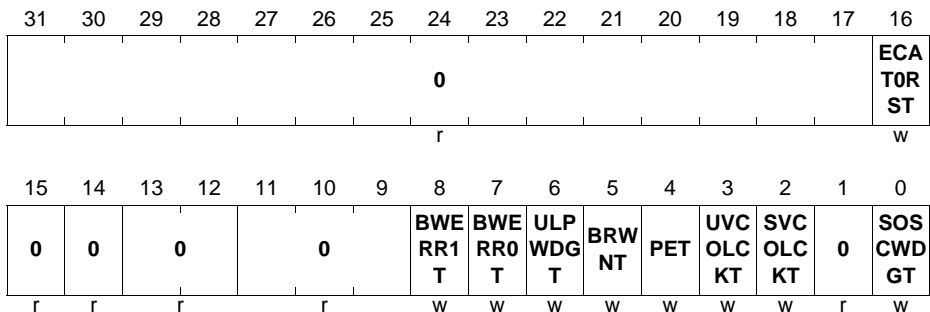 31 30 29 28 27 26 25 24 23 22 21 20 19 18 17 16
0 ECA
T0R
ST
r w
15 14 13 12 11 10 9 8 7 6 5 4 3 2 1 0
0 0 0 0 BWE BWE ULP BRW PET UVC SVC 0 SOS
RR1 RR0 WDG NT OLC OLC CWD
T T T KT KT GT
r r r r w w w w w w w r w